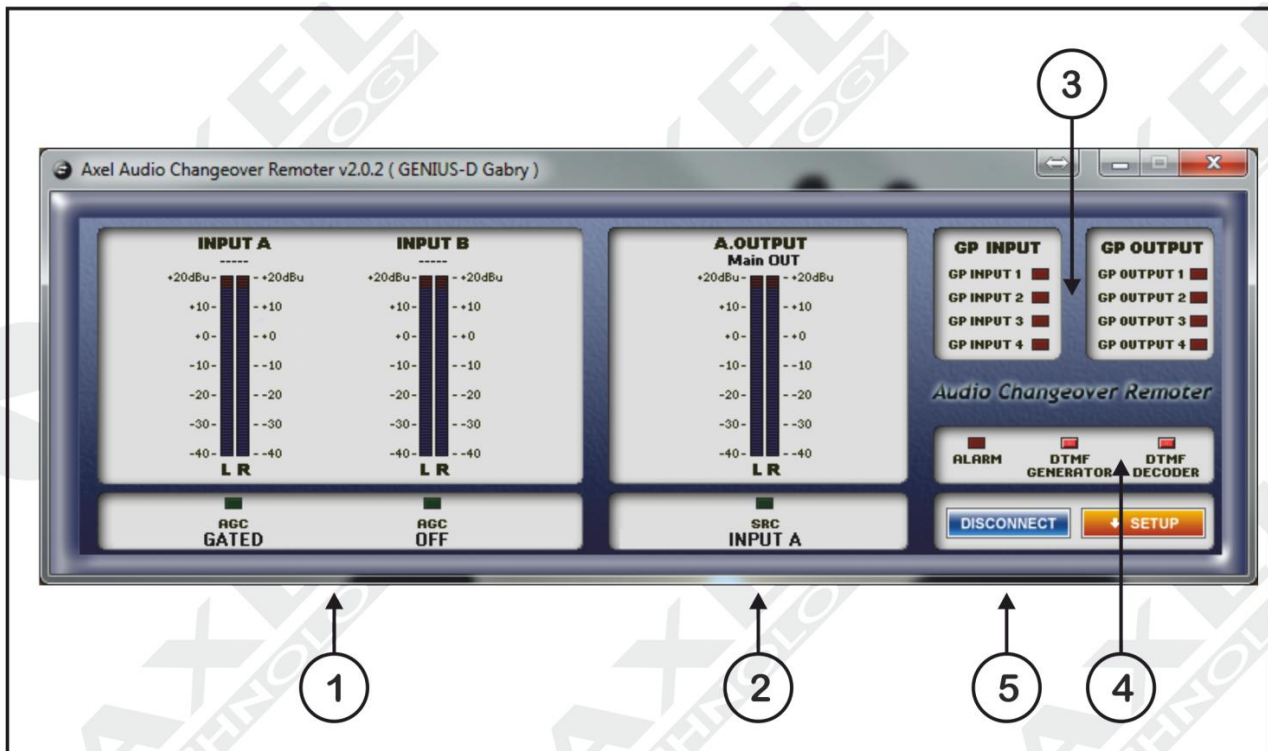 3
Axel Audio Changeover Remoter v2.0.2 ( GENIUS-D Gabry )
INPUT A
-----
+20dBu- - +20dBu
+10- - +10
+0- - +0
-10- - -10
-20- - -20
-30- - -30
-40- - -40
L R
INPUT B
-----
+20dBu- - +20dBu
+10- - +10
+0- - +0
-10- - -10
-20- - -20
-30- - -30
-40- - -40
L R
A.OUTPUT
Main OUT
+20dBu- - +20dBu
+10- - +10
+0- - +0
-10- - -10
-20- - -20
-30- - -30
-40- - -40
L R
GP INPUT
GP INPUT 1
GP INPUT 2
GP INPUT 3
GP INPUT 4
GP OUTPUT
GP OUTPUT 1
GP OUTPUT 2
GP OUTPUT 3
GP OUTPUT 4
Audio Changeover Remoter
ALARM
DTMF
GENERATOR
DTMF
DECODER
AGC
GATED
AGC
OFF
SRC
INPUT A
DISCONNECT
SETUP
1
2
5
4
AXEL
TECHNOLOGY